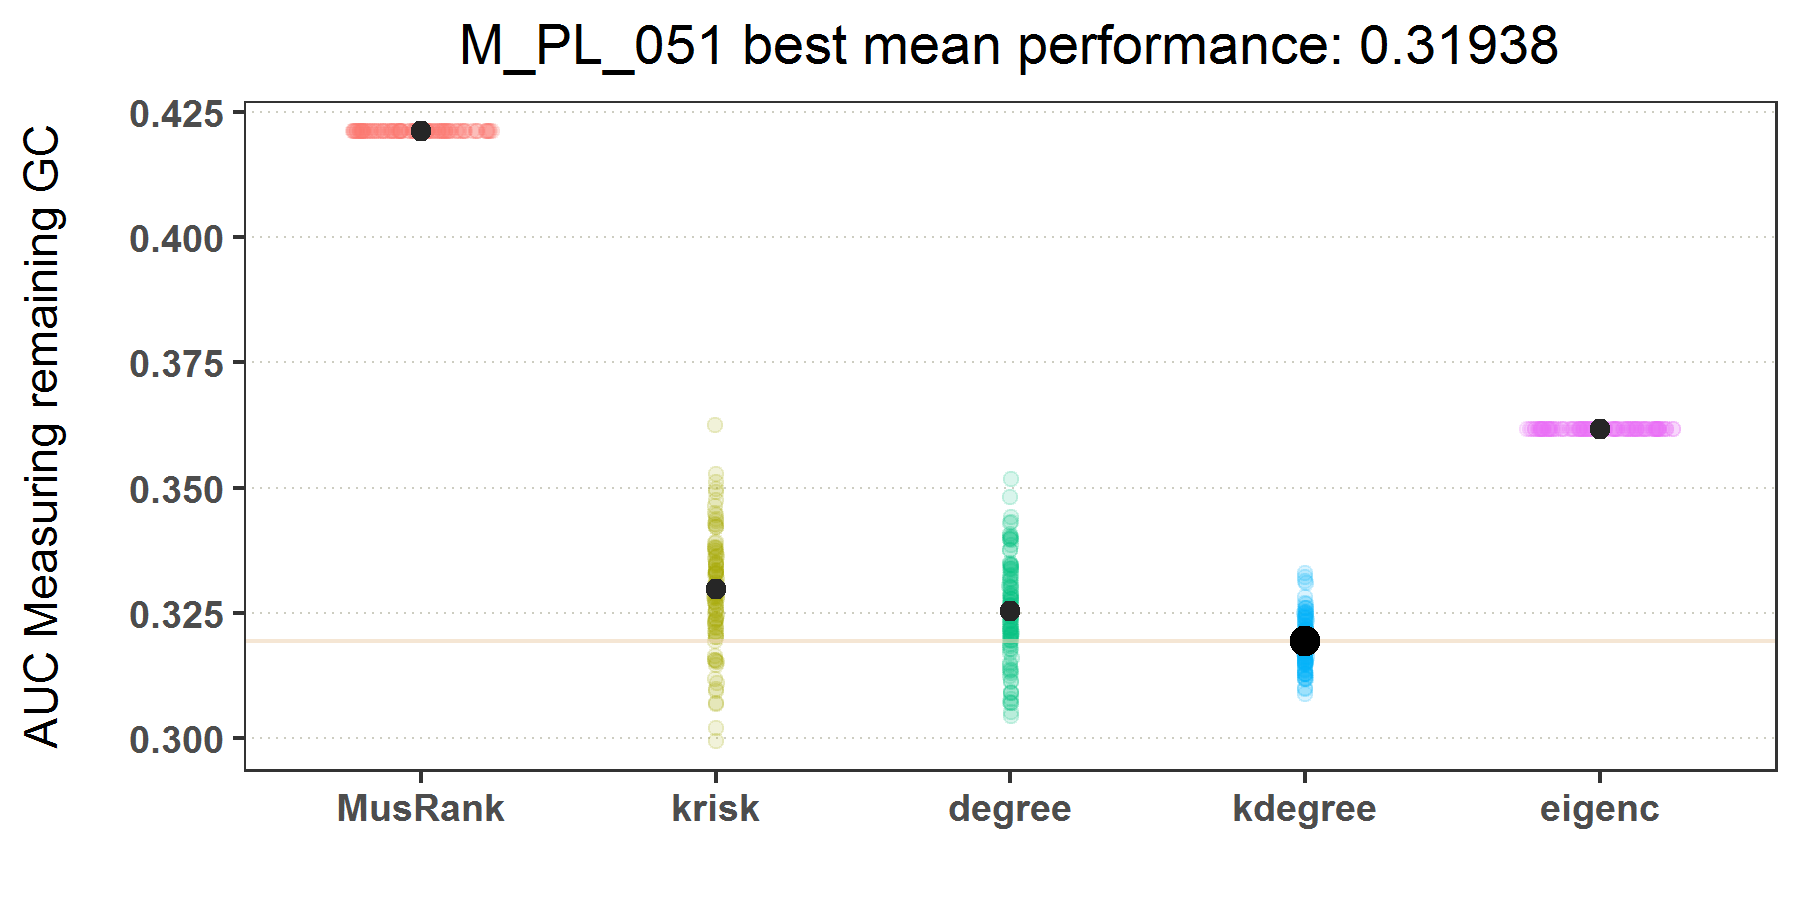 M_PL_051 best mean performance: 0.31938
AUC Measuring remaining GC
0.425
0.400
0.375
0.350
0.325
0.300
MusRank krisk degree kdegree eigenc